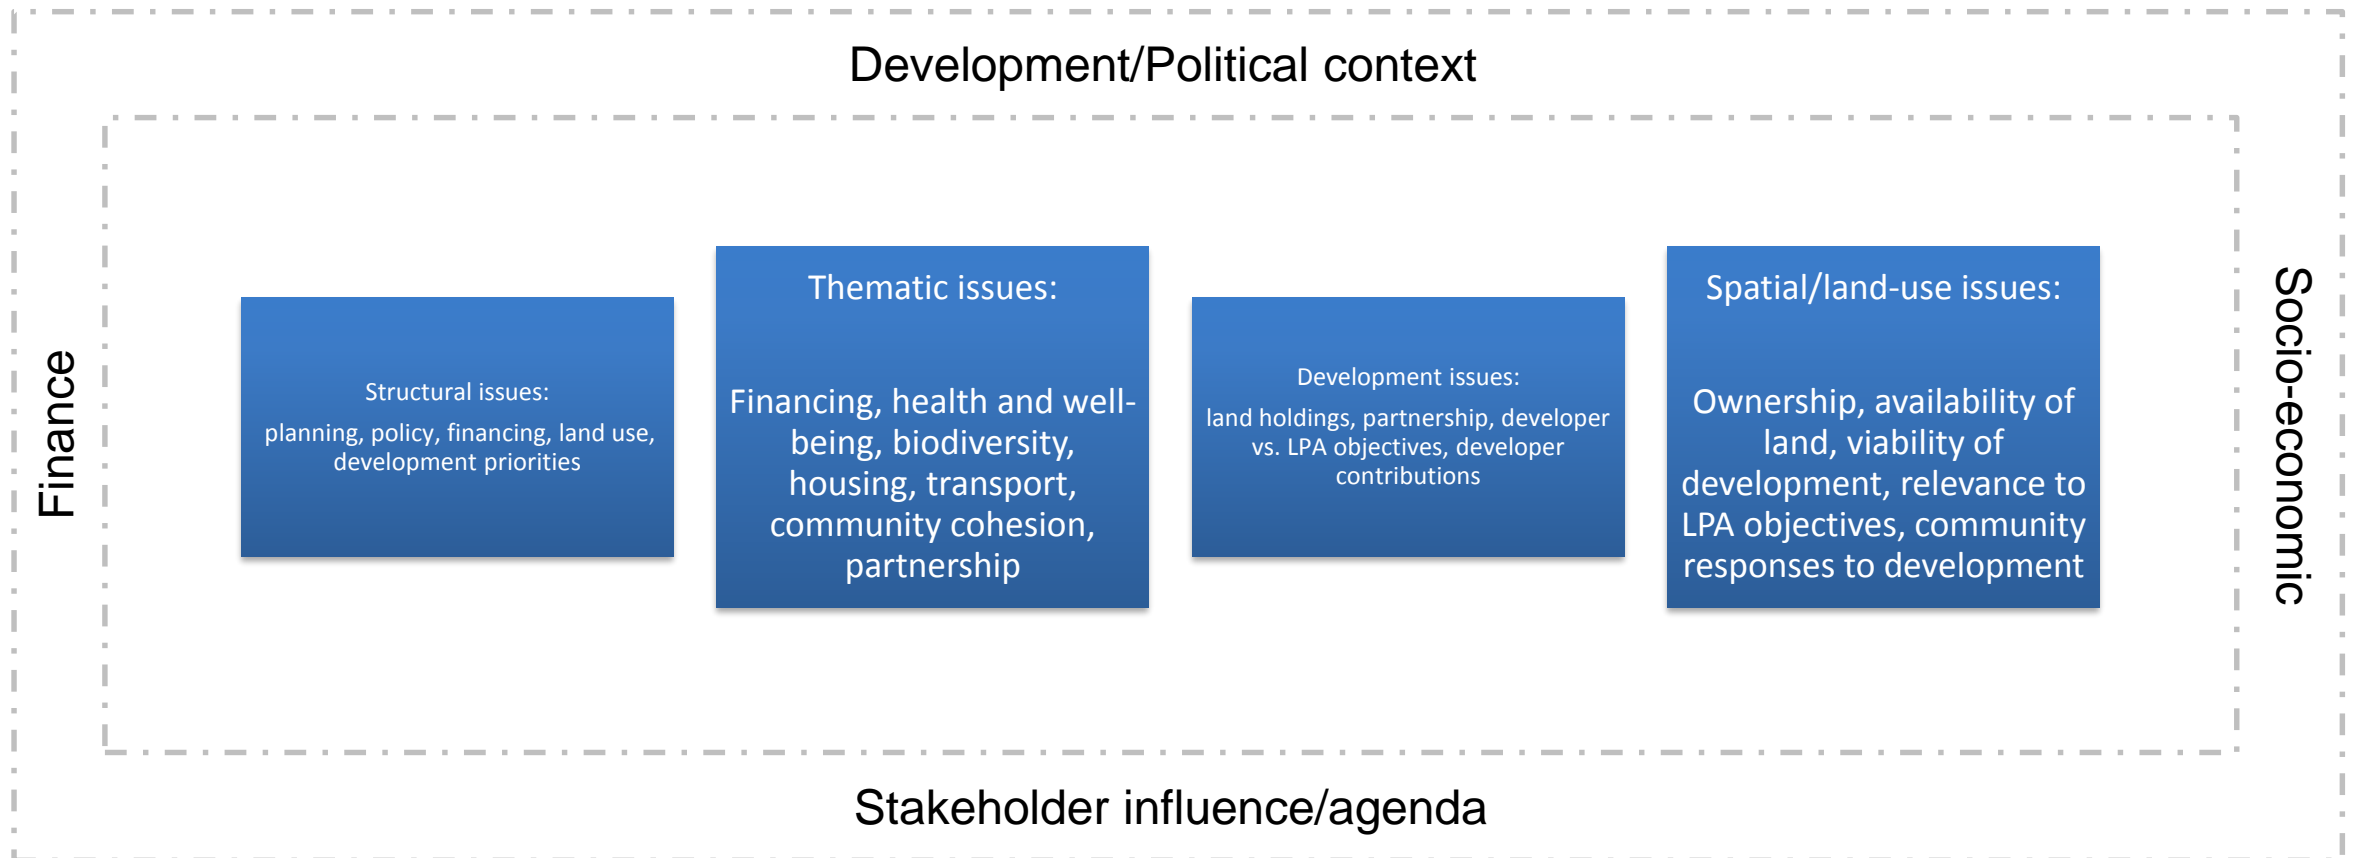 Development/Political context
Finance
Structural issues:
planning, policy, financing, land use,
development priorities
Thematic issues:
Financing, health and well-
being, biodiversity,
housing, transport,
community cohesion,
partnership
Development issues:
land holdings, partnership, developer
vs. LPA objectives, developer
contributions
Spatial/land-use issues:
Ownership, availability of
land, viability of
development, relevance to
LPA objectives, community
responses to development
Socio-economic
Stakeholder influence/agenda